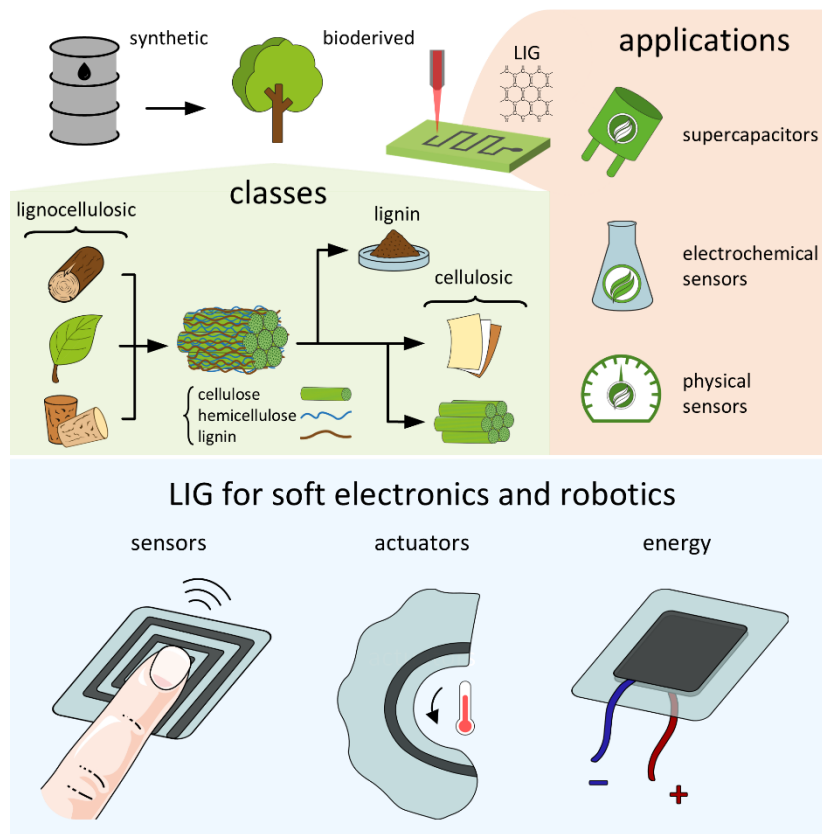 synthetic
bioderived
LIG
applications
supercapacitors
electrochemical
sensors
physical
sensors
classes
lignocellulosic
lignin
cellulosic
cellulose
hemicellulose
lignin
LIG for soft electronics and robotics
sensors
actuators
energy
–
+